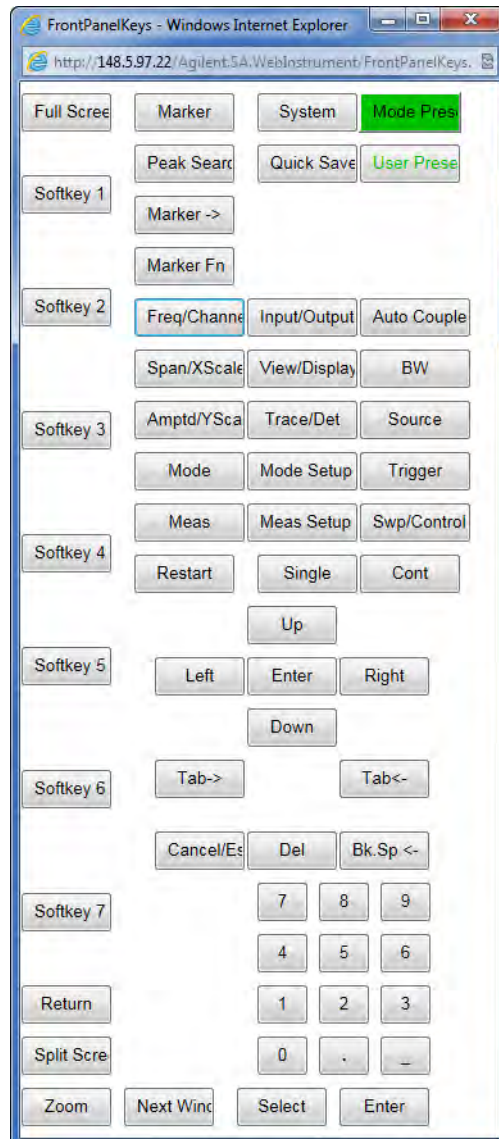 FrontPanelKeys - Windows Internet Explorer
http://148.5.97.22/Agilent.SA.WebInstrument/FrontPanelKeys.
Full Scree Marker System Mode Prese
Peak Searc Quick Save User Prese
Softkey 1
Marker ->
Marker Fn
Softkey 2 Freq/Channe Input/Output Auto Couple
Span/XScale View/Display BW
Softkey 3 Amptd/YSca Trace/Det Source
Mode Mode Setup Trigger
Meas Meas Setup Swp/Control
Softkey 4
Restart Single Cont
Up
Softkey 5 Left Enter Right
Down
Softkey 6 Tab-> Tab<-
Cancel/Es Del Bk.Sp <-
Softkey 7 7 8 9
4 5 6
Return 1 2 3
Split Scre 0 . _
Zoom Next Winc Select Enter